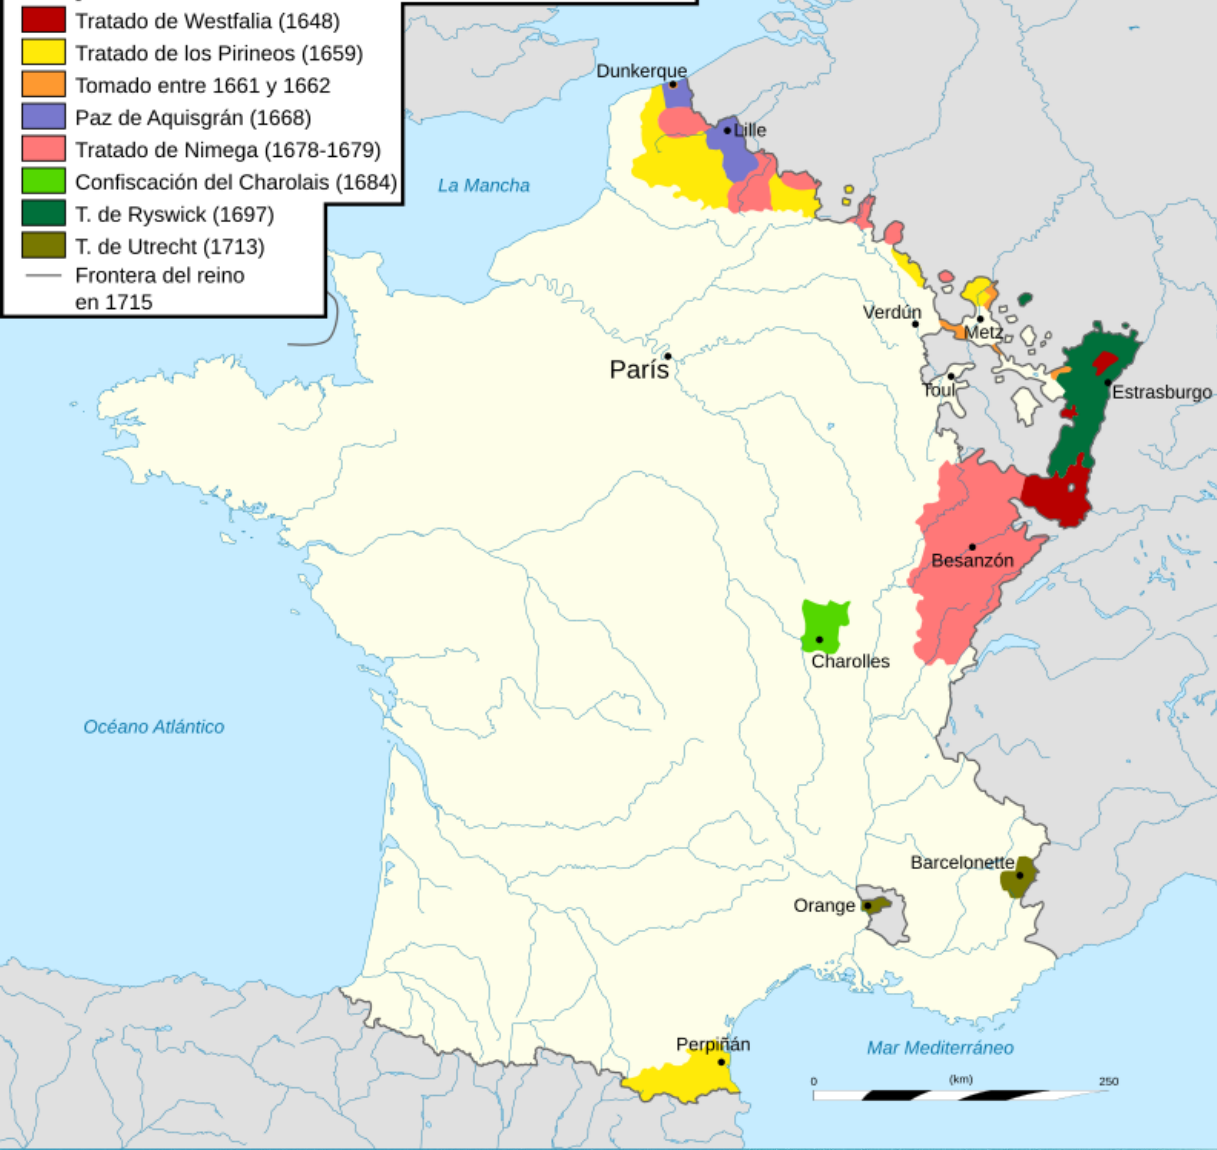 Tratado de Westfalia (1648)
Tratado de los Pirineos (1659)
Tomado entre 1661 y 1662
Paz de Aquisgrán (1668)
Tratado de Nimega (1678-1679)
Confiscación del Charolais (1684)
T. de Ryswick (1697)
T. de Utrecht (1713)
Frontera del reino
en 1715
Dunkerque
Lille
La Mancha
Verdún
Metz
París
Toul
Estrasburgo
Besanzón
Charolles
Océano Atlántico
Barcelonette
Orange
Perpiñán
Mar Mediterráneo
0 (km) 250